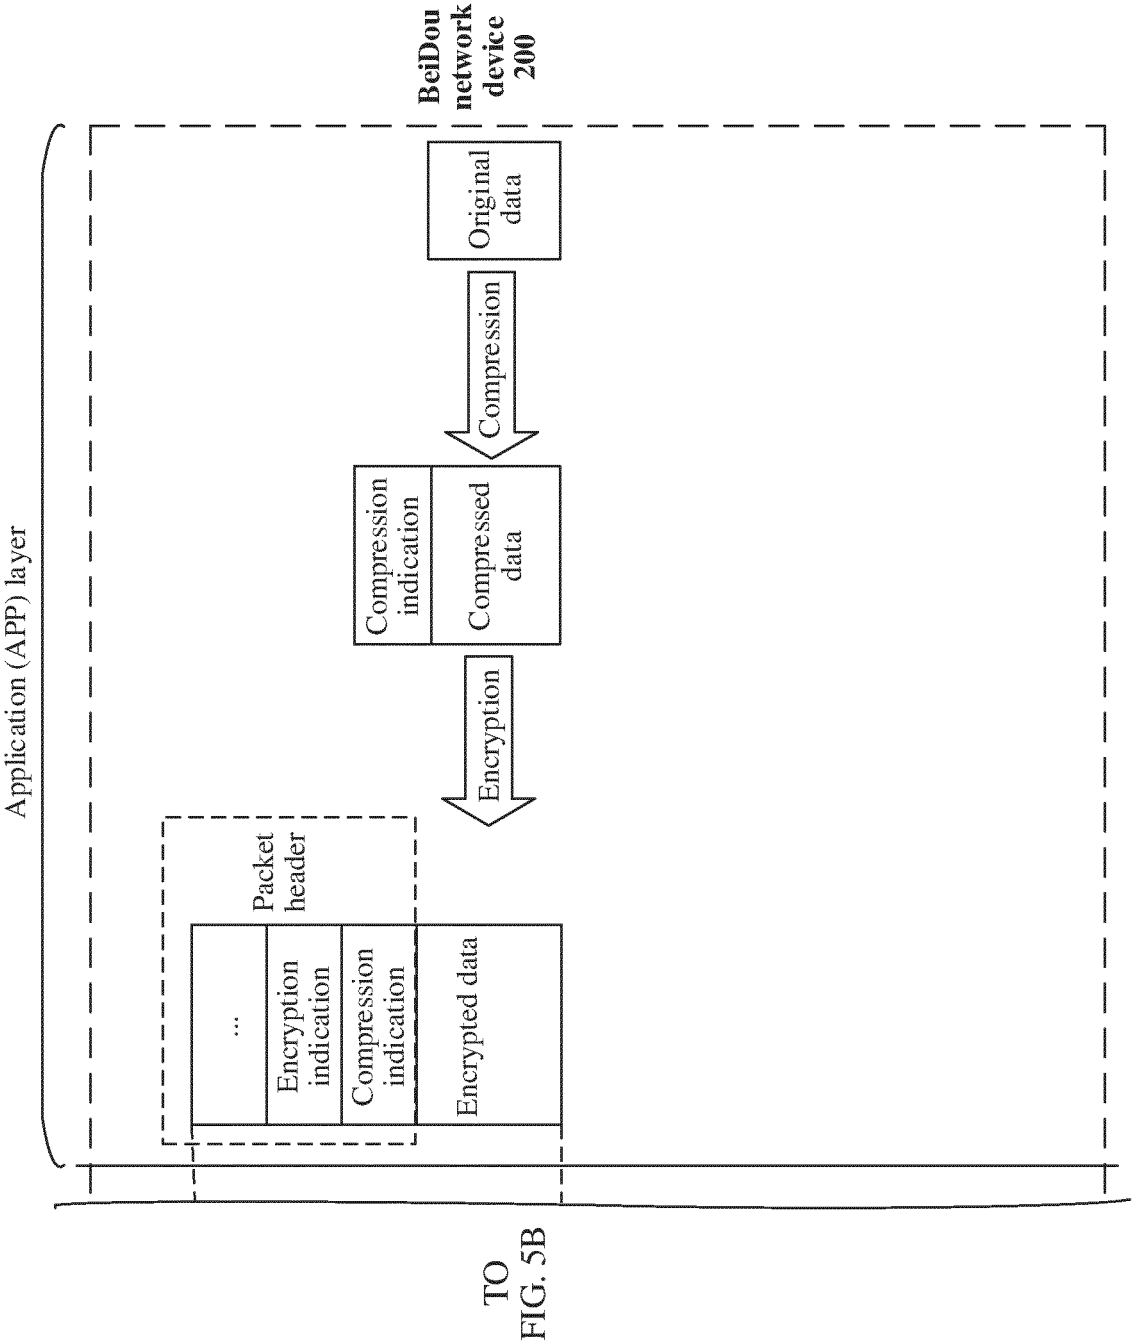 Application (APP) layer
BeiDou
network
device
200
Original
data
Compression
Compression
indication
Compressed
data
Encryption
Packet
header
...
Encryption
indication
Compression
indication
Encrypted data
TO
FIG. 5B